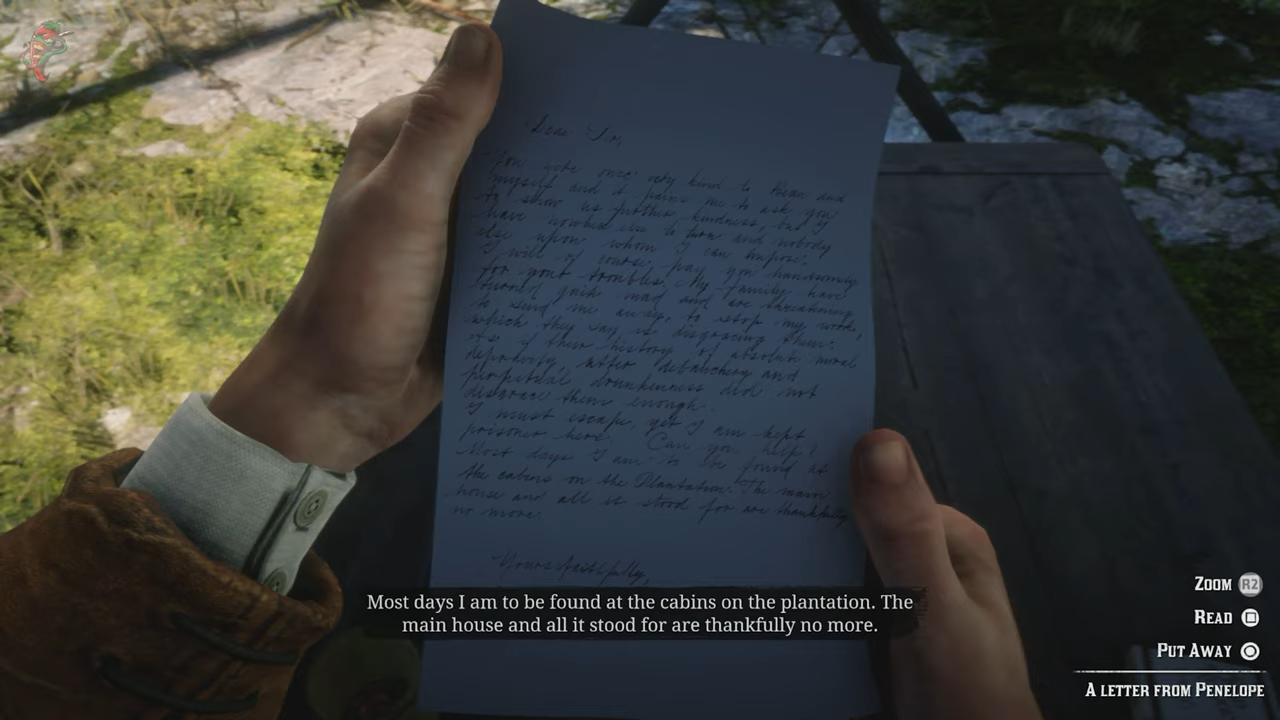 Dear Sir,
You were once very kind to Beau and
myself and it pains me to ask you
to show us further kindness, but I
have nowhere else to turn and nobody
else upon whom I can impose.
I will of course pay you handsomely
for your troubles. My family have
turned quite mad and are threatening
to send me away, to stop my work,
which they say is disgracing them.
As if their history of absolute moral
depravity, utter debauchery and
perpetual drunkenness did not
disgrace them enough.
I must escape, yet I am kept
prisoner here. Can you help?
Most days I am to be found at
the cabins on the Plantation. The main
house and all it stood for are thankfully
no more.
Yours faithfully,
Most days I am to be found at the cabins on the plantation. The
main house and all it stood for are thankfully no more.
ZOOM R2
READ
PUT AWAY
A LETTER FROM PENELOPE